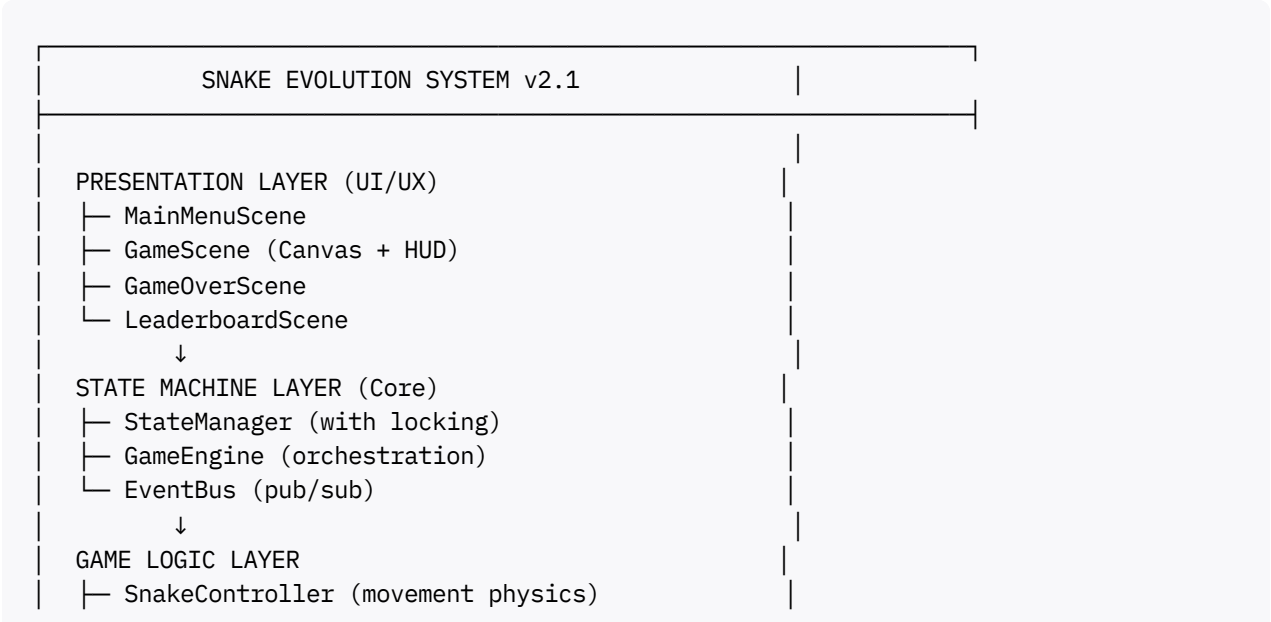 ┌──────────────────────────────────────────────────────────────────┐
│           SNAKE EVOLUTION SYSTEM v2.1               │
├──────────────────────────────────────────────────────────────────┤
│                                                     │
│  PRESENTATION LAYER (UI/UX)                        │
│  ├─ MainMenuScene                                  │
│  ├─ GameScene (Canvas + HUD)                       │
│  ├─ GameOverScene                                  │
│  └─ LeaderboardScene                               │
│         ↓                                           │
│  STATE MACHINE LAYER (Core)                        │
│  ├─ StateManager (with locking)                    │
│  ├─ GameEngine (orchestration)                     │
│  └─ EventBus (pub/sub)                             │
│         ↓                                           │
│  GAME LOGIC LAYER                                  │
│  ├─ SnakeController (movement physics)             │